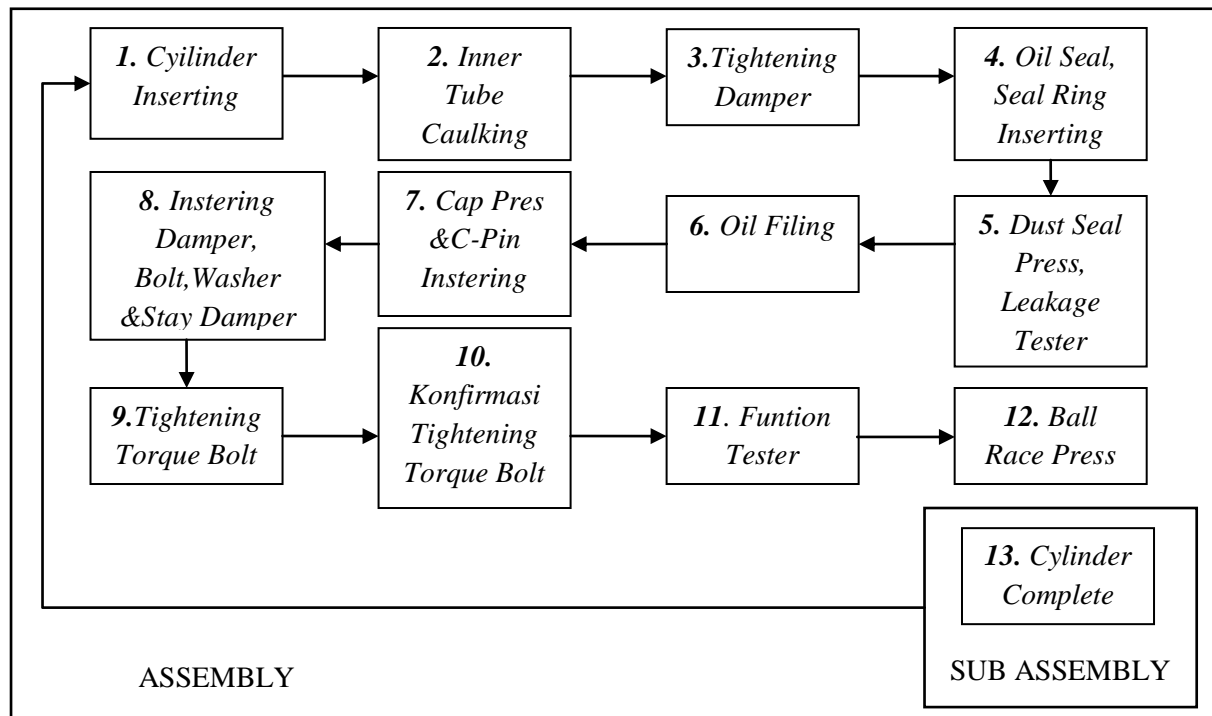 1. Cyilinder
Inserting
2. Inner
Tube
Caulking
3.Tightening
Damper
4. Oil Seal,
Seal Ring
Inserting
5. Dust Seal
Press,
Leakage
Tester
6. Oil Filing
7. Cap Pres
&C-Pin
Instering
8. Instering
Damper,
Bolt,Washer
&Stay Damper
9.Tightening
Torque Bolt
10.
Konfirmasi
Tightening
Torque Bolt
11. Funtion
Tester
12. Ball
Race Press
13. Cylinder
Complete
SUB ASSEMBLY
ASSEMBLY